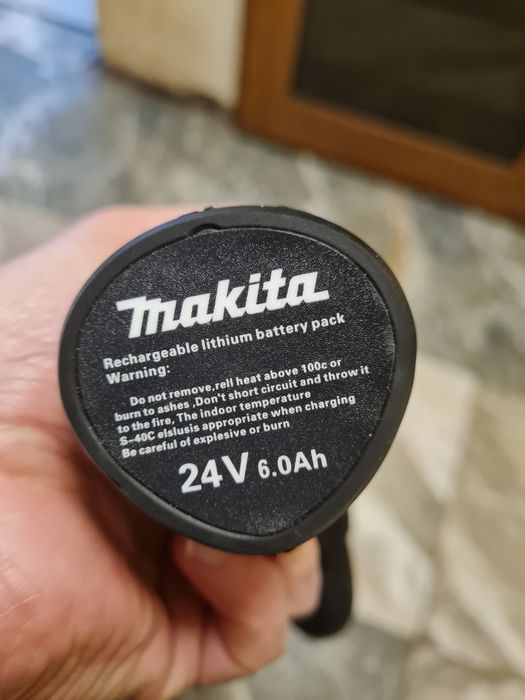 makita
Rechargeable lithium battery pack
Warning:
Do not remove,rell heat above 100c or
burn to ashes ,Don't short circuit and throw it
to the fire, The indoor temperature
S-40C elslusis appropriate when charging
Be careful of explesive or burn
24V 6.0Ah